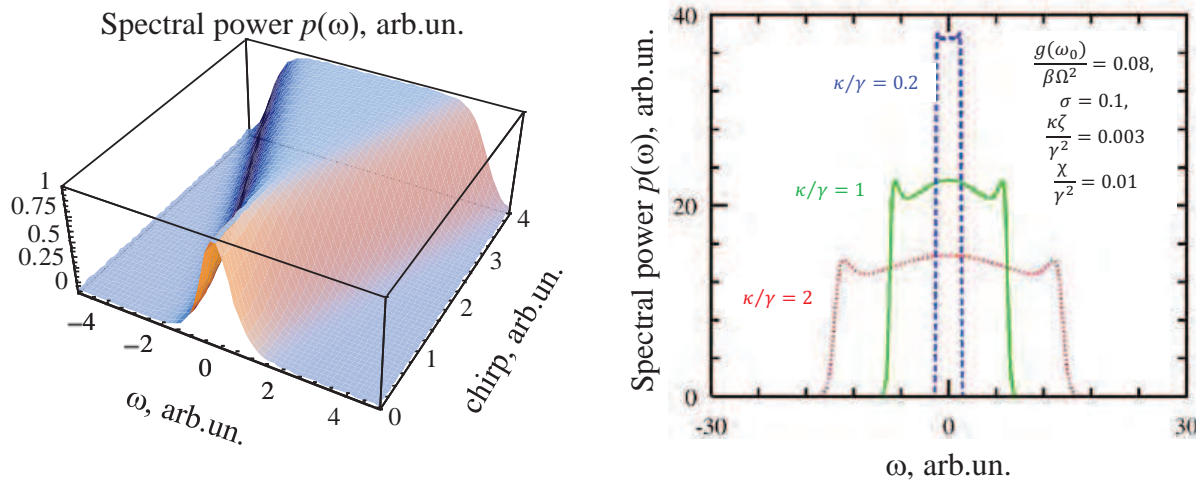 Spectral power p(ω), arb.un.
1
0.75
0.5
0.25
0
−4
−2
0
2
4
ω, arb.un.
0
1
2
3
4
chirp, arb.un.
Spectral power p(ω), arb.un.
40
20
0
-30
0
30
ω, arb.un.
κ/γ = 0.2
κ/γ = 1
κ/γ = 2
g(ω₀)/βΩ² = 0.08,
σ = 0.1,
κζ/γ² = 0.003
χ/γ² = 0.01